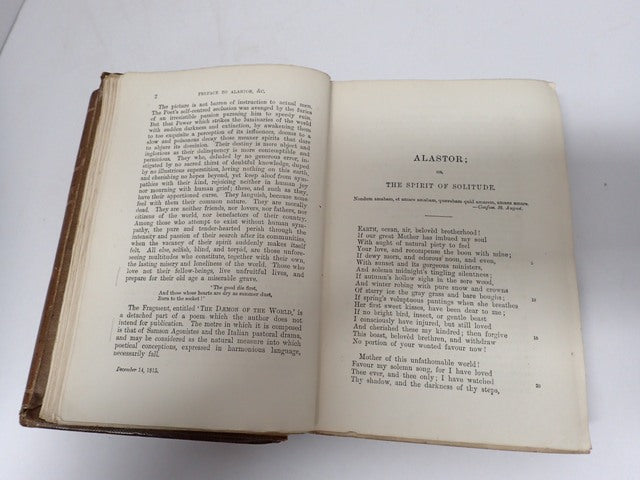 2
PREFACE TO ALASTOR, &C.
The picture is not barren of instruction to actual men.
The Poet's self-centred seclusion was avenged by the furies
of an irresistible passion pursuing him to speedy ruin.
But that Power which strikes the luminaries of the world
with sudden darkness and extinction, by awakening them
to too exquisite a perception of its influences, dooms to a
slow and poisonous decay those meaner spirits that dare
to abjure its dominion. Their destiny is more abject and
inglorious as their delinquency is more contemptible and
pernicious. They who, deluded by no generous error, in-
stigated by no sacred thirst of doubtful knowledge, duped
by no illustrious superstition, loving nothing on this earth,
and cherishing no hopes beyond, yet keep aloof from sym-
pathies with their kind, rejoicing neither in human joy
nor mourning with human grief; these, and such as they,
have their apportioned curse. They languish, because none
feel with them their common nature. They are morally
dead. They are neither friends, nor lovers, nor fathers, nor
citizens of the world, nor benefactors of their country.
Among those who attempt to exist without human sym-
pathy, the pure and tender-hearted perish through the
intensity and passion of their search after its communities,
when the vacancy of their spirit suddenly makes itself
felt. All else, selfish, blind, and torpid, are those unfore-
seeing multitudes who constitute, together with their own,
the lasting misery and loneliness of the world. Those who
love not their fellow-beings, live unfruitful lives, and
prepare for their old age a miserable grave.
"The good die first,
And those whose hearts are dry as summer dust,
Burn to the socket!"
The Fragment, entitled 'THE DÆMON OF THE WORLD,' is
a detached part of a poem which the author does not
intend for publication. The metre in which it is composed
is that of Samson Agonistes and the Italian pastoral drama,
and may be considered as the natural measure into which
poetical conceptions, expressed in harmonious language,
necessarily fall.
December 14, 1815.
ALASTOR;
OR,
THE SPIRIT OF SOLITUDE.
Nondum amabam, et amare amabam, quærebam quid amarem, amans amare.
—Confess. St. August.
EARTH, ocean, air, beloved brotherhood!
If our great Mother has imbued my soul
With aught of natural piety to feel
Your love, and recompense the boon with mine;
If dewy morn, and odorous noon, and even, 5
With sunset and its gorgeous ministers,
And solemn midnight's tingling silentness;
If autumn's hollow sighs in the sere wood,
And winter robing with pure snow and crowns
Of starry ice the gray grass and bare boughs; 10
If spring's voluptuous pantings when she breathes
Her first sweet kisses, have been dear to me;
If no bright bird, insect, or gentle beast
I consciously have injured, but still loved
And cherished these my kindred; then forgive 15
This boast, beloved brethren, and withdraw
No portion of your wonted favour now!
Mother of this unfathomable world!
Favour my solemn song, for I have loved
Thee ever, and thee only; I have watched 20
Thy shadow, and the darkness of thy steps,